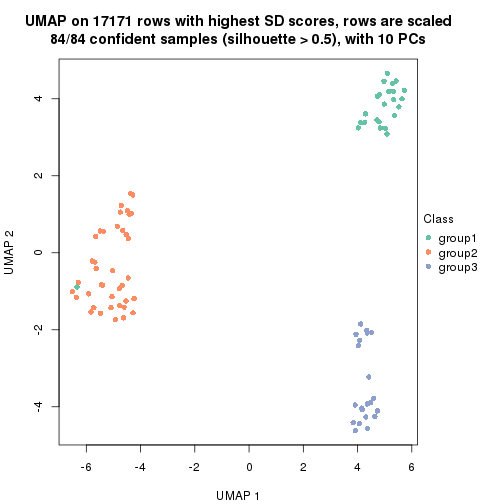 UMAP on 17171 rows with highest SD scores, rows are scaled
84/84 confident samples (silhouette > 0.5), with 10 PCs
4
2
0
-2
-4
UMAP 2
-6
-4
-2
0
2
4
6
UMAP 1
Class
group1
group2
group3